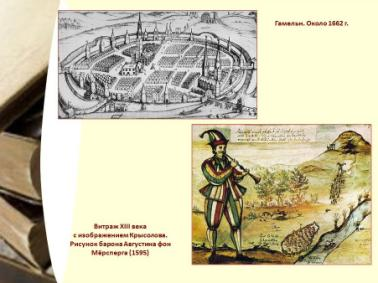 Гамельн. Около 1662 г.
Витраж XIII века
с изображением Крысолова.
Рисунок барона Августина фон
Мёрсперга (1595)